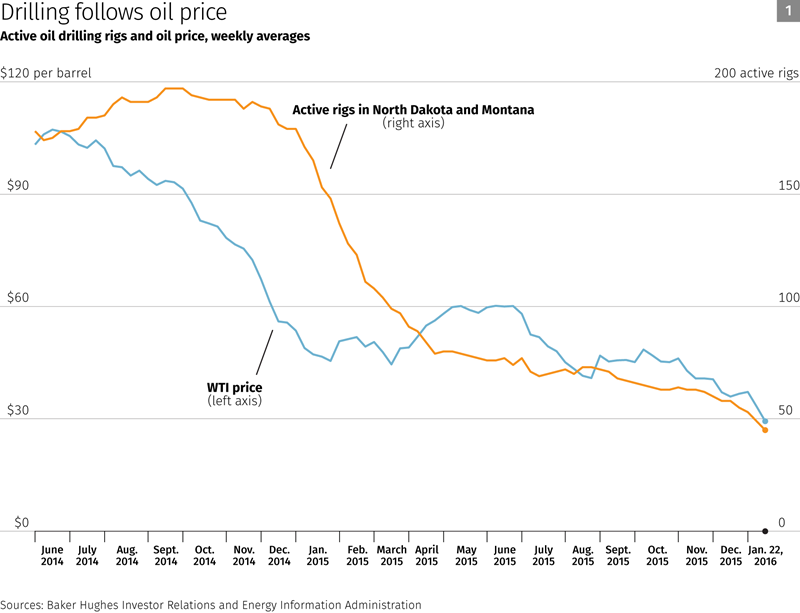 Drilling follows oil price
1
Active oil drilling rigs and oil price, weekly averages
$120 per barrel
200 active rigs
Active rigs in North Dakota and Montana
(right axis)
$90
150
$60
100
WTI price
(left axis)
$30
50
$0
0
June 2014
July 2014
Aug. 2014
Sept. 2014
Oct. 2014
Nov. 2014
Dec. 2014
Jan. 2015
Feb. 2015
March 2015
April 2015
May 2015
June 2015
July 2015
Aug. 2015
Sept. 2015
Oct. 2015
Nov. 2015
Dec. 2015
Jan. 22, 2016
Sources: Baker Hughes Investor Relations and Energy Information Administration